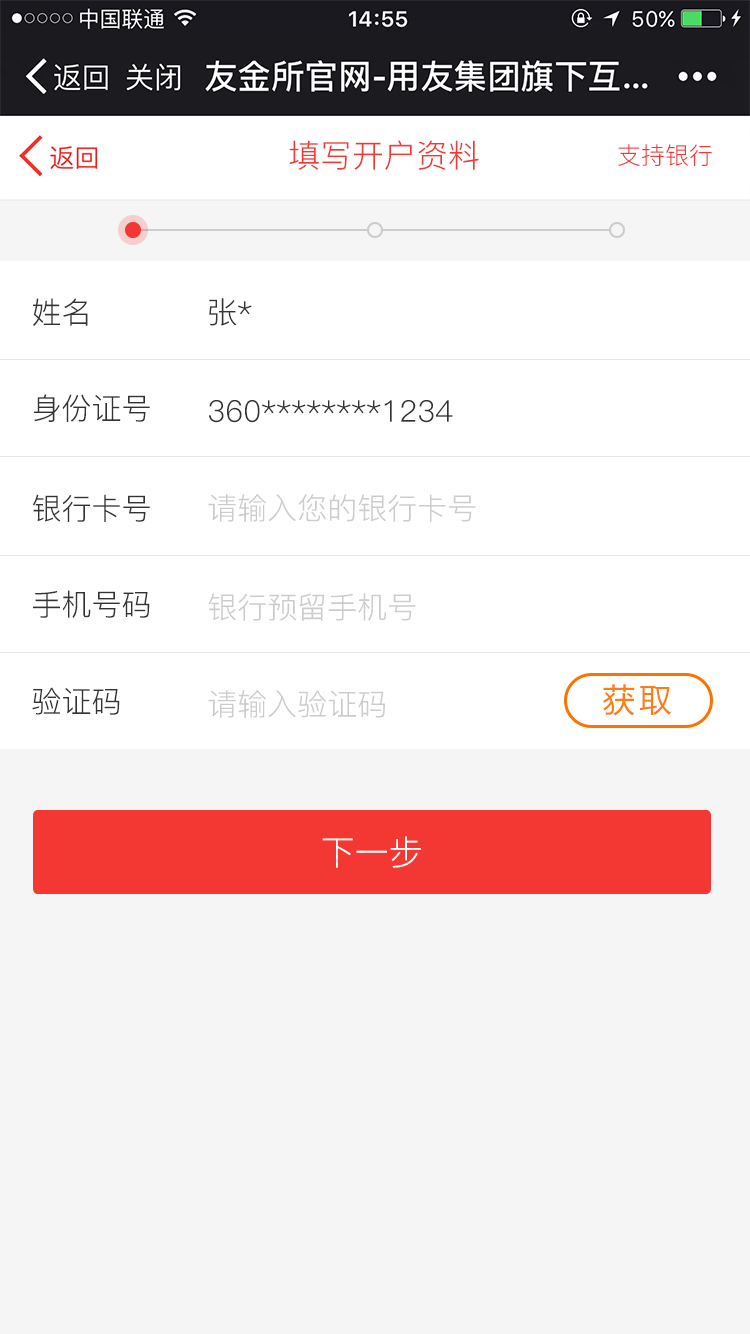 中国联通 14:55 50%
返回 关闭 友金所官网-用友集团旗下互...
返回 填写开户资料 支持银行
姓名 张*
身份证号 360********1234
银行卡号 请输入您的银行卡号
手机号码 银行预留手机号
验证码 请输入验证码 获取
下一步